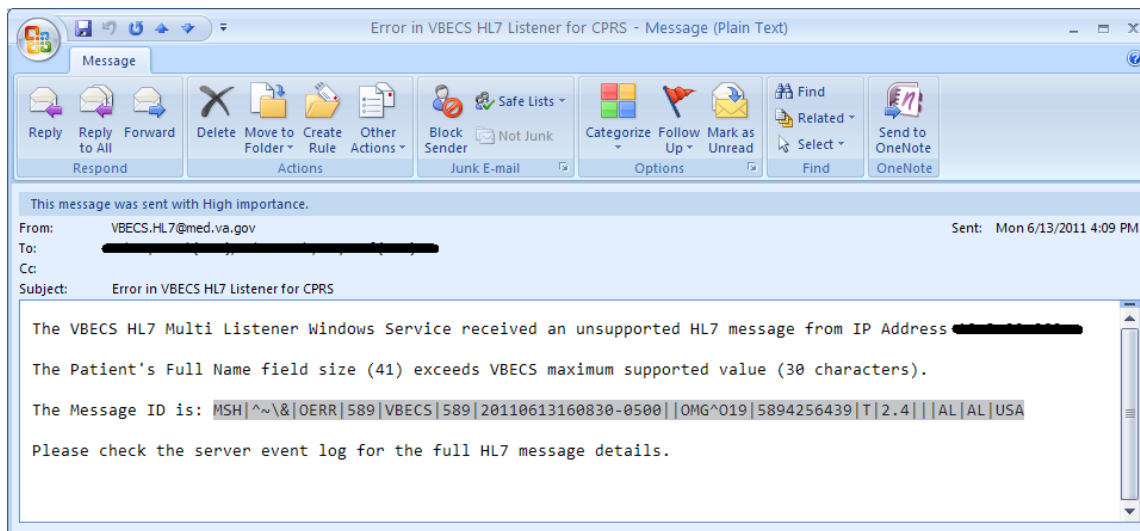 Error in VBECS HL7 Listener for CPRS - Message (Plain Text)
Message
Reply
Reply to All
Forward
Respond
Delete
Move to Folder
Create Rule
Other Actions
Actions
Block Sender
Safe Lists
Not Junk
Junk E-mail
Categorize
Follow Up
Mark as Unread
Options
Find
Related
Select
Find
Send to OneNote
OneNote
This message was sent with High importance.
From: VBECS.HL7@med.va.gov Sent: Mon 6/13/2011 4:09 PM
To:
Cc:
Subject: Error in VBECS HL7 Listener for CPRS
The VBECS HL7 Multi Listener Windows Service received an unsupported HL7 message from IP Address
The Patient's Full Name field size (41) exceeds VBECS maximum supported value (30 characters).
The Message ID is: MSH|^~\&|OERR|589|VBECS|589|20110613160830-0500||OMG^O19|5894256439|T|2.4|||AL|AL|USA
Please check the server event log for the full HL7 message details.